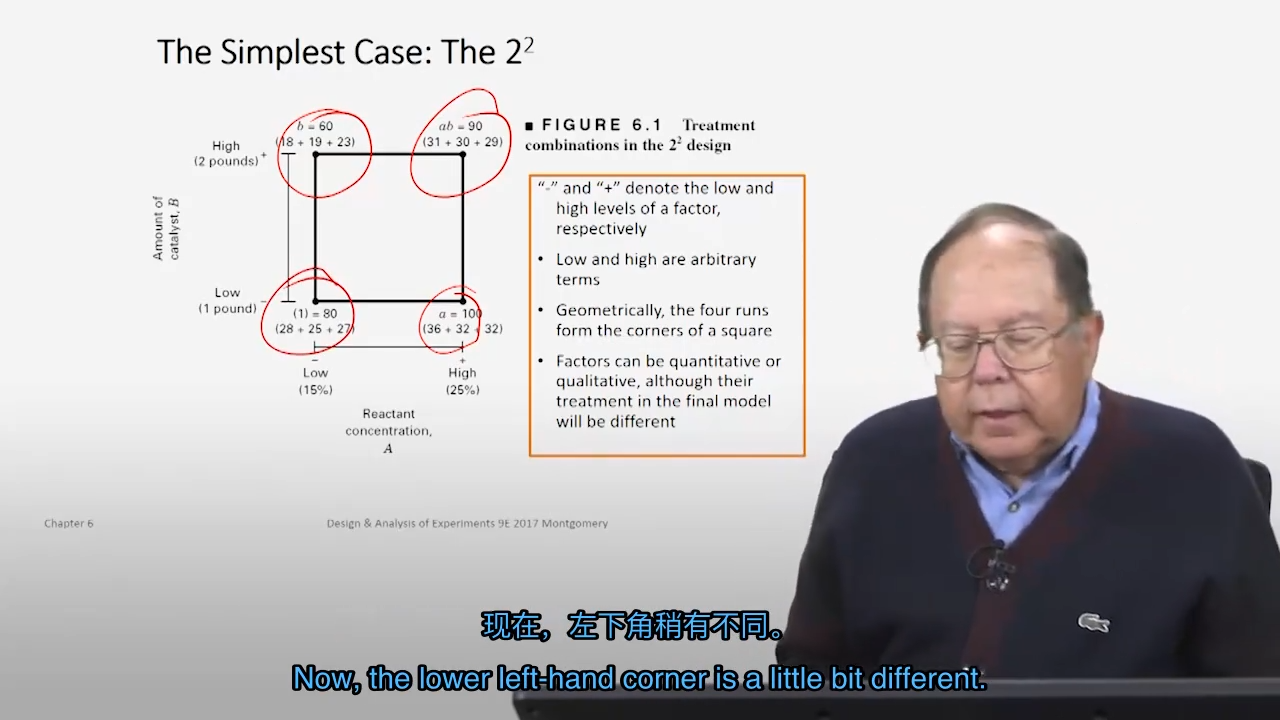 The Simplest Case: The 2²
b = 60
(18 + 19 + 23)
ab = 90
(31 + 30 + 29)
High
(2 pounds)
+
Amount of
catalyst, B
Low
(1 pound)
–
(1) = 80
(28 + 25 + 27)
a = 100
(36 + 32 + 32)
–
Low
(15%)
+
High
(25%)
Reactant
concentration,
A
■ FIGURE 6.1 Treatment
combinations in the 2² design
“-” and “+” denote the low and
high levels of a factor,
respectively
• Low and high are arbitrary
terms
• Geometrically, the four runs
form the corners of a square
• Factors can be quantitative or
qualitative, although their
treatment in the final model
will be different
Chapter 6
Design & Analysis of Experiments 9E 2017 Montgomery
现在，左下角稍有不同。
Now, the lower left-hand corner is a little bit different.